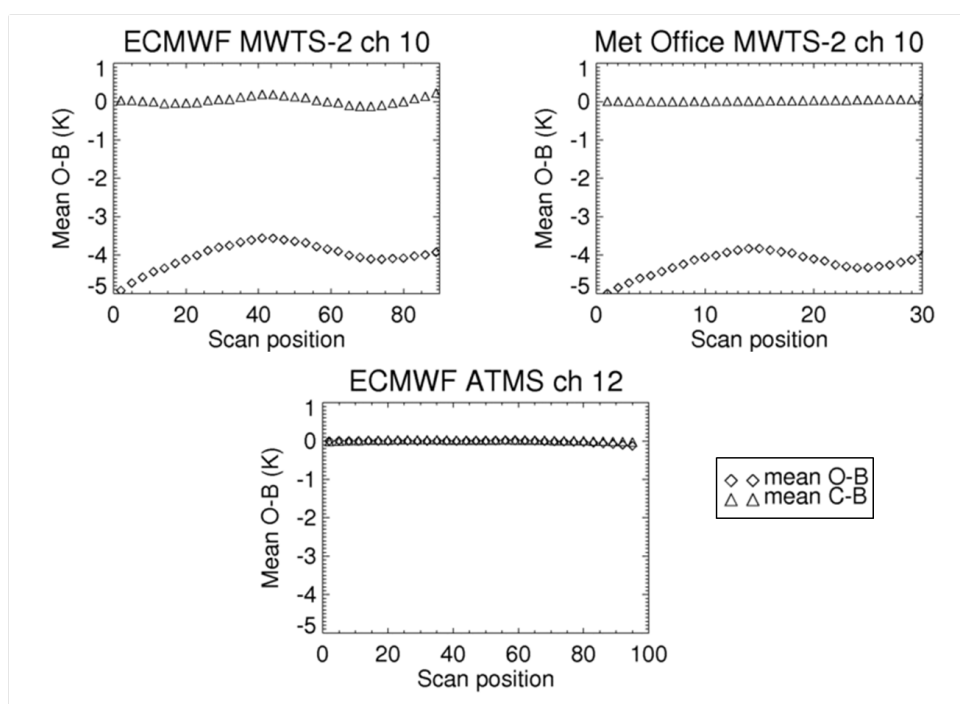 ECMWF MWTS-2 ch 10
1
0
-1
-2
-3
-4
-5
Mean O-B (K)
0 20 40 60 80
Scan position
Met Office MWTS-2 ch 10
1
0
-1
-2
-3
-4
-5
Mean O-B (K)
0 10 20 30
Scan position
ECMWF ATMS ch 12
1
0
-1
-2
-3
-4
-5
Mean O-B (K)
0 20 40 60 80 100
Scan position
mean O-B
mean C-B